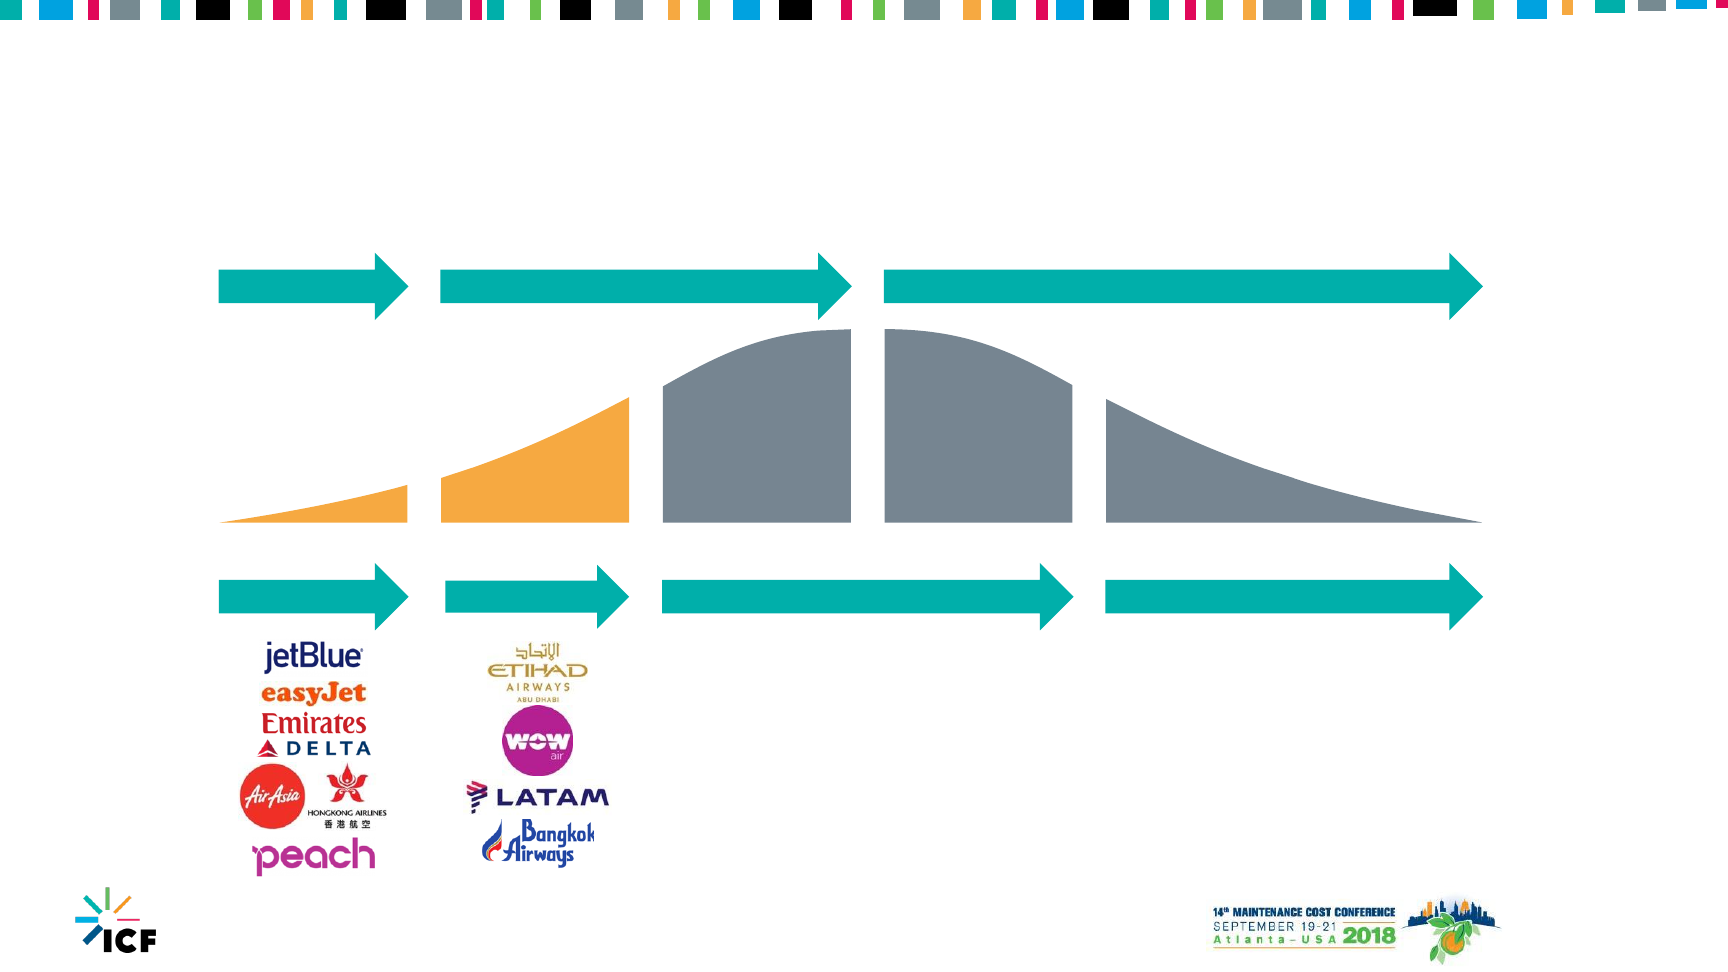 jetBlue
easyJet
Emirates
DELTA
AirAsia
HONGKONG AIRLINES
香港航空
peach
الإتحاد
ETIHAD
AIRWAYS
ABU DHABI
WOW
air
LATAM
Bangkok
Airways
ICF
14th MAINTENANCE COST CONFERENCE
SEPTEMBER 19-21
Atlanta-USA 2018